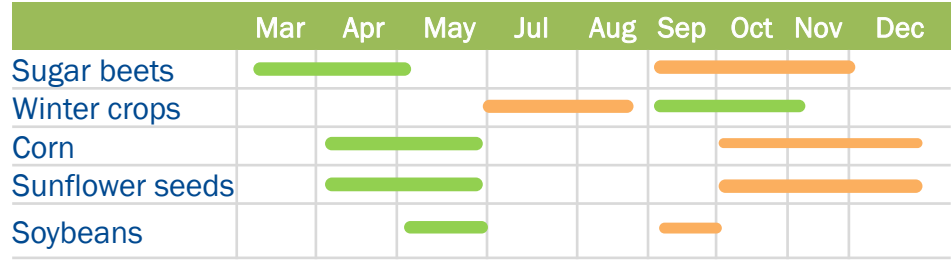 Mar Apr May Jul Aug Sep Oct Nov Dec
Sugar beets
Winter crops
Corn
Sunflower seeds
Soybeans